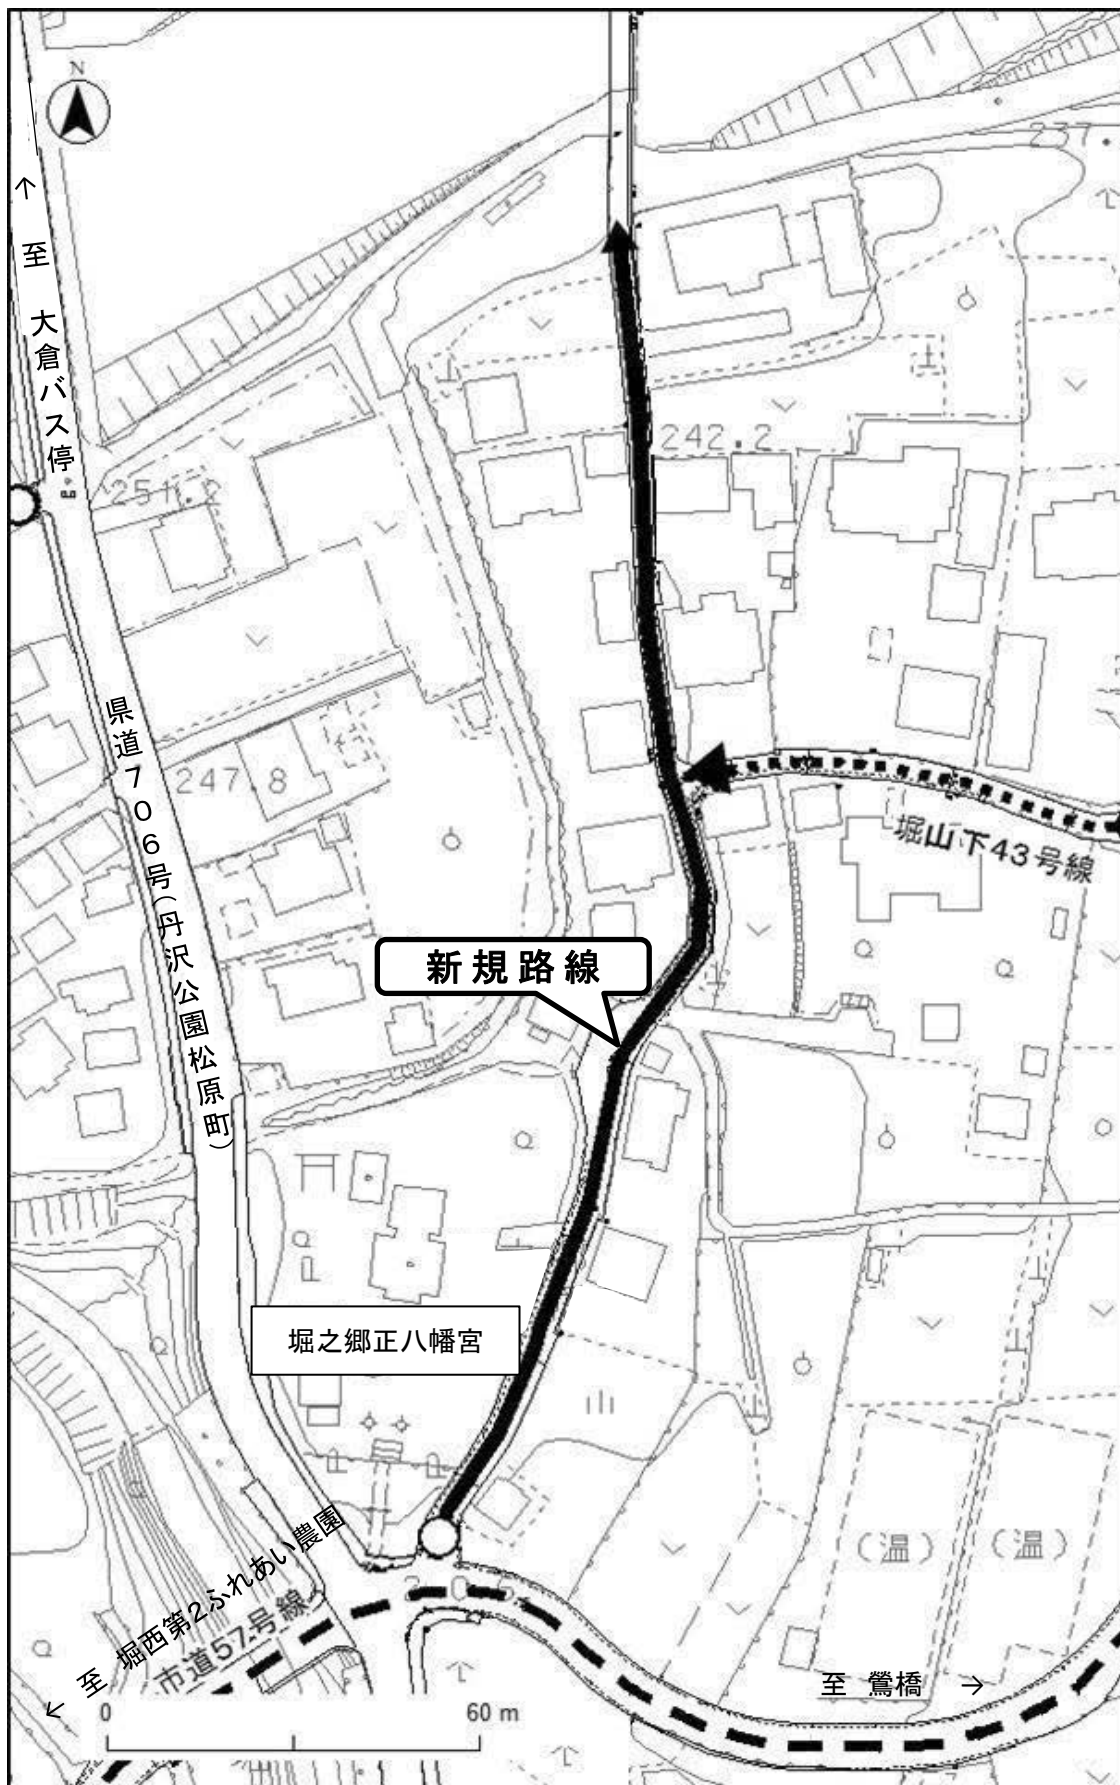 N
↑ 至 大倉バス停
242.2
県道706号(丹沢公園松原町)
247.8
堀山下43号線
新規路線
堀之郷正八幡宮
(温)
(温)
← 至 堀西第2ふれあい農園
市道57号線
至 鶯橋 →
0
60 m